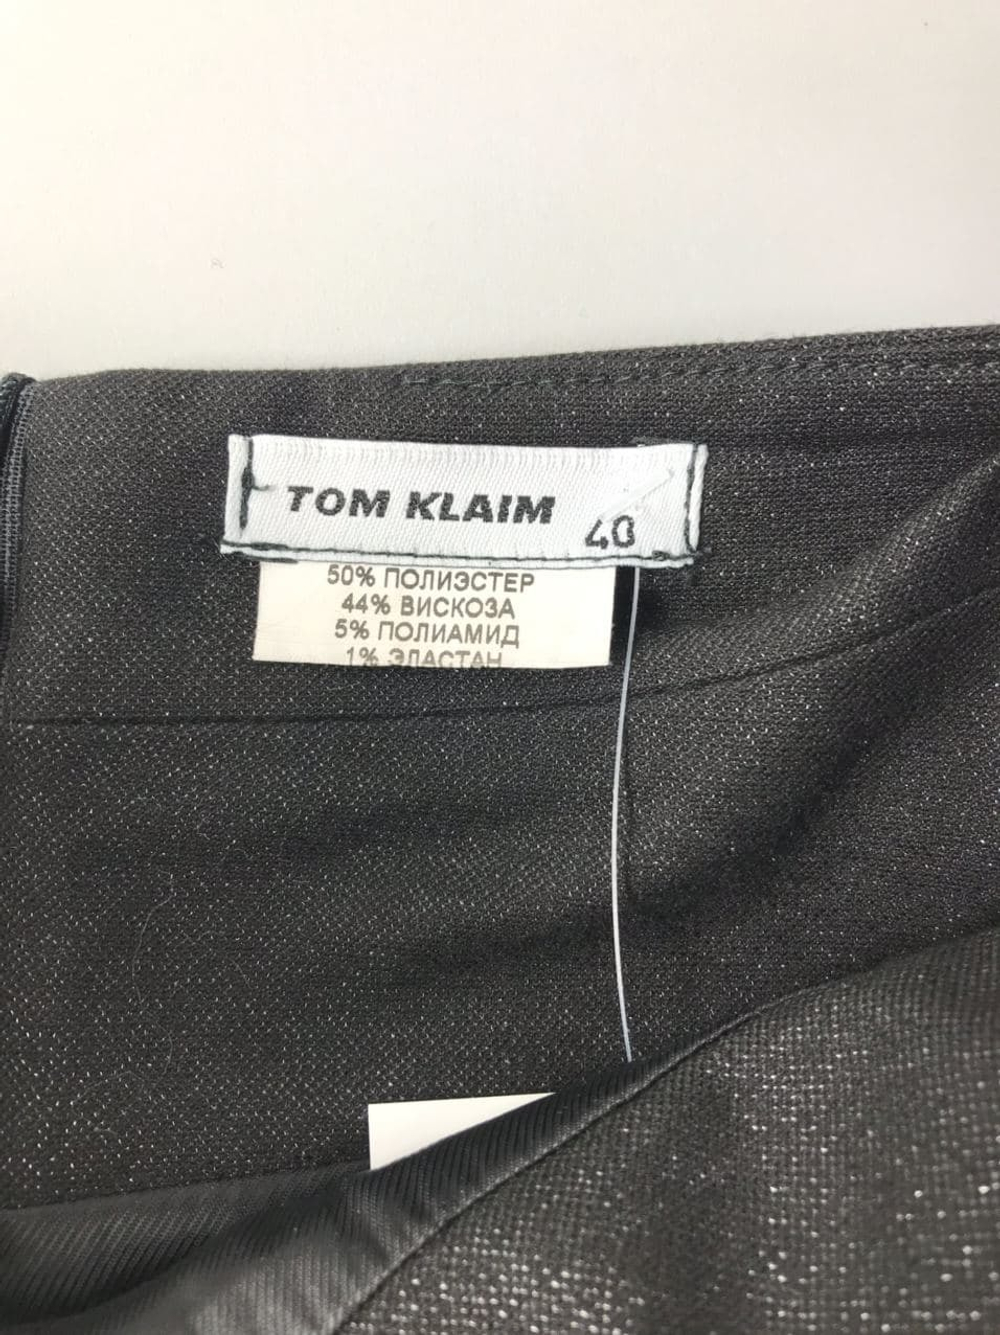 TOM KLAIM
40
50% ПОЛИЭСТЕР
44% ВИСКОЗА
5% ПОЛИАМИД
1% ЭЛАСТАН